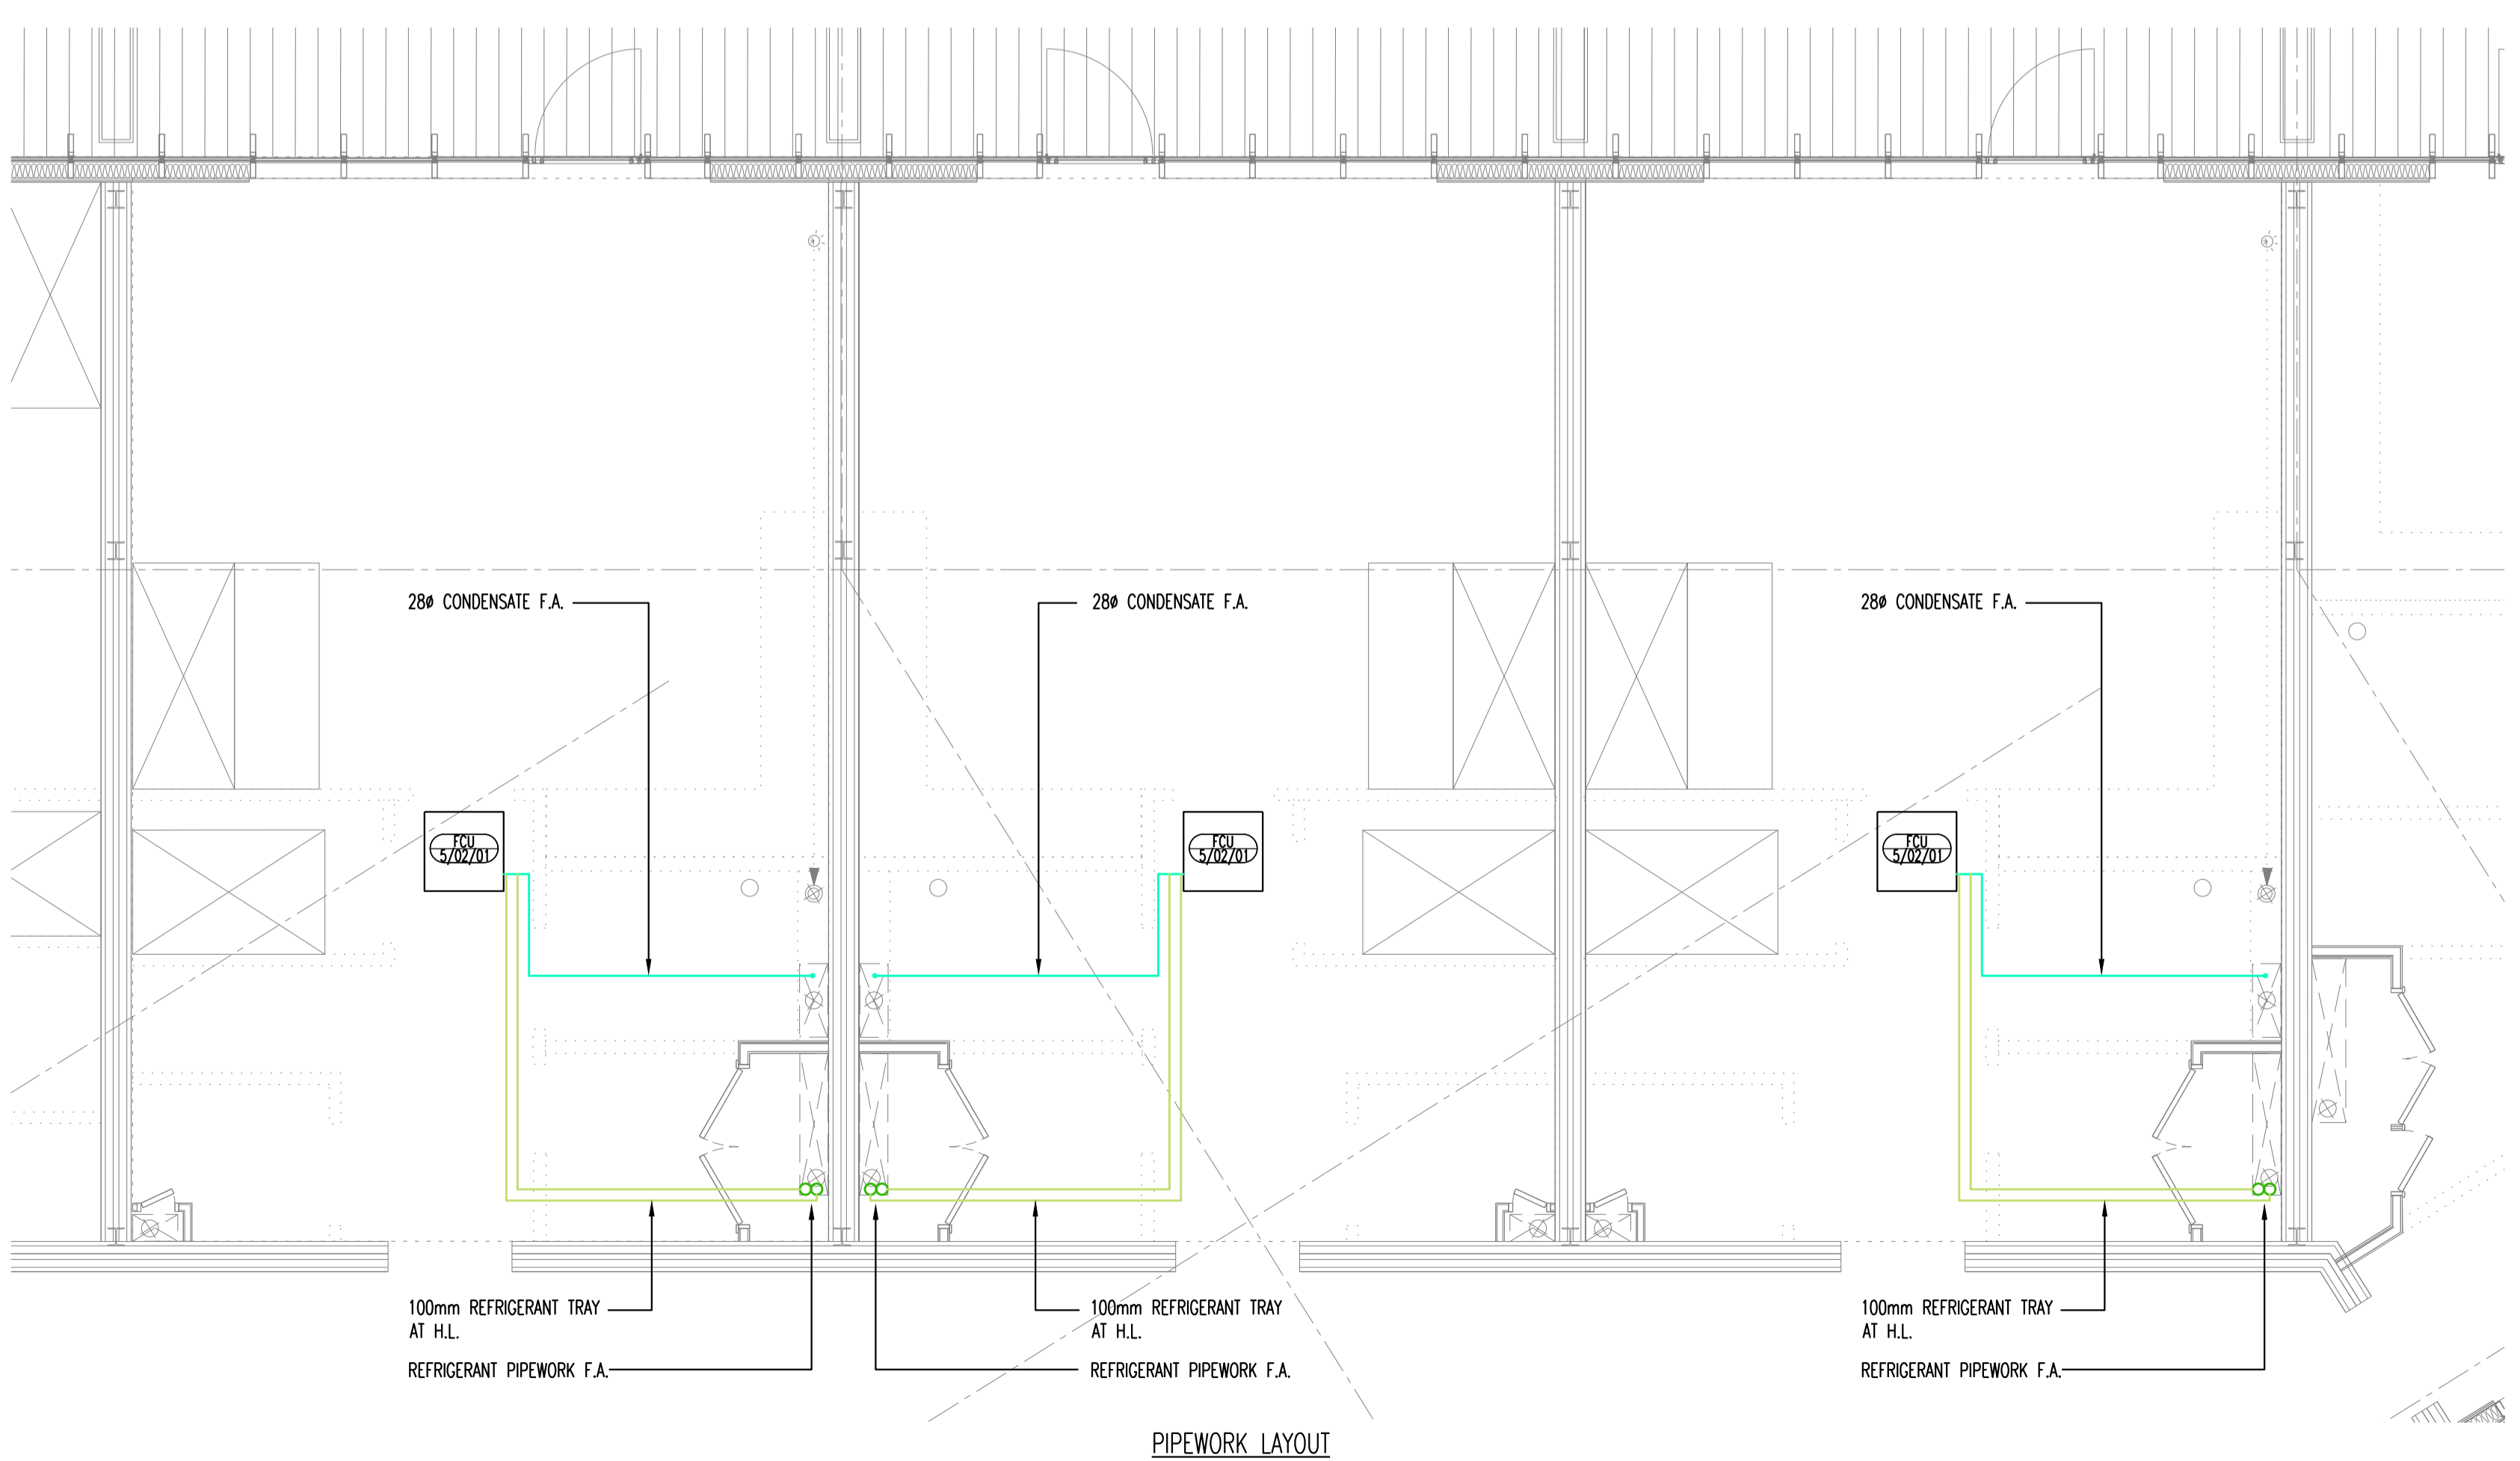 28ø CONDENSATE F.A.
28ø CONDENSATE F.A.
28ø CONDENSATE F.A.
FCU
5/02/01
FCU
5/02/01
FCU
5/02/01
100mm REFRIGERANT TRAY
AT H.L.
REFRIGERANT PIPEWORK F.A.
100mm REFRIGERANT TRAY
AT H.L.
REFRIGERANT PIPEWORK F.A.
100mm REFRIGERANT TRAY
AT H.L.
REFRIGERANT PIPEWORK F.A.
PIPEWORK LAYOUT